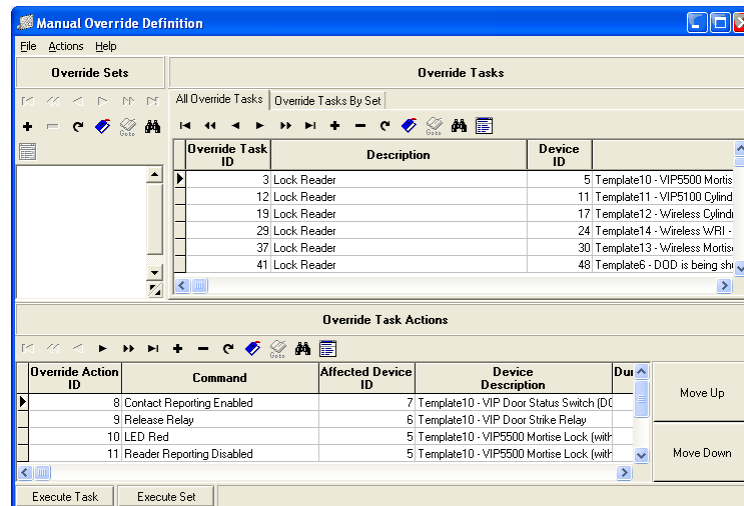 Manual Override Definition
File Actions Help
Override Sets
Override Tasks
All Override Tasks Override Tasks By Set
Goto
Goto
Override Task ID Description Device ID
3 Lock Reader 5 Template10 - VIP5500 Mortis
12 Lock Reader 11 Template11 - VIP5100 Cylind
19 Lock Reader 17 Template12 - Wireless Cylind
29 Lock Reader 24 Template14 - Wireless WRI -
37 Lock Reader 30 Template13 - Wireless Mortis
41 Lock Reader 48 Template6 - DOD is being shu
Override Task Actions
Goto
Override Action ID Command Affected Device ID Device Description Du
8 Contact Reporting Enabled 7 Template10 - VIP Door Status Switch (DO
9 Release Relay 6 Template10 - VIP Door Strike Relay
10 LED Red 5 Template10 - VIP5500 Mortise Lock (with
11 Reader Reporting Disabled 5 Template10 - VIP5500 Mortise Lock (with
Move Up
Move Down
Execute Task Execute Set